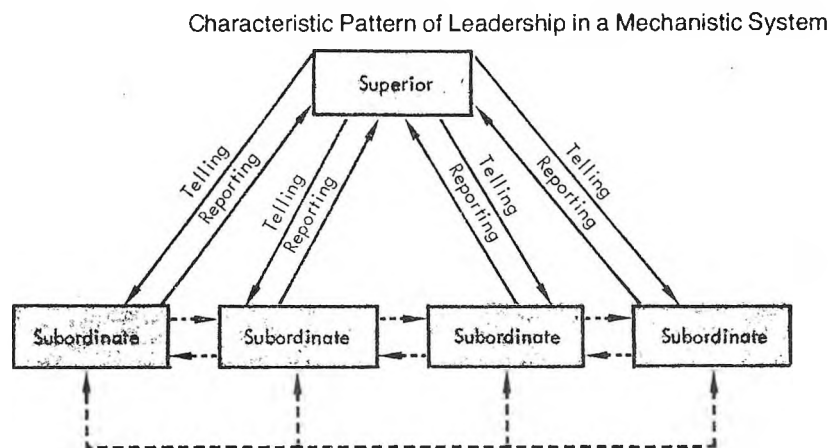 Characteristic Pattern of Leadership in a Mechanistic System
Superior
Telling
Reporting
Telling
Reporting
Reporting
Telling
Reporting
Telling
Subordinate
Subordinate
Subordinate
Subordinate